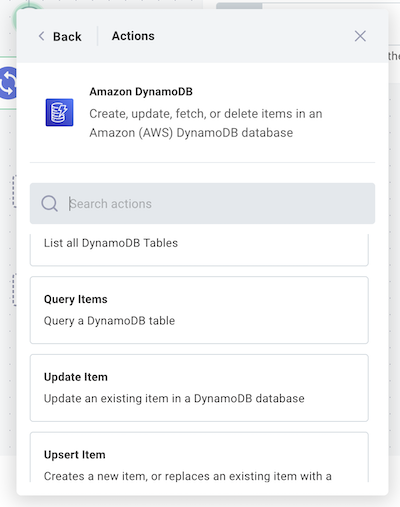 Back
Actions
the
Amazon DynamoDB
Create, update, fetch, or delete items in an
Amazon (AWS) DynamoDB database
Search actions
List all DynamoDB Tables
Query Items
Query a DynamoDB table
Update Item
Update an existing item in a DynamoDB database
Upsert Item
Creates a new item, or replaces an existing item with a